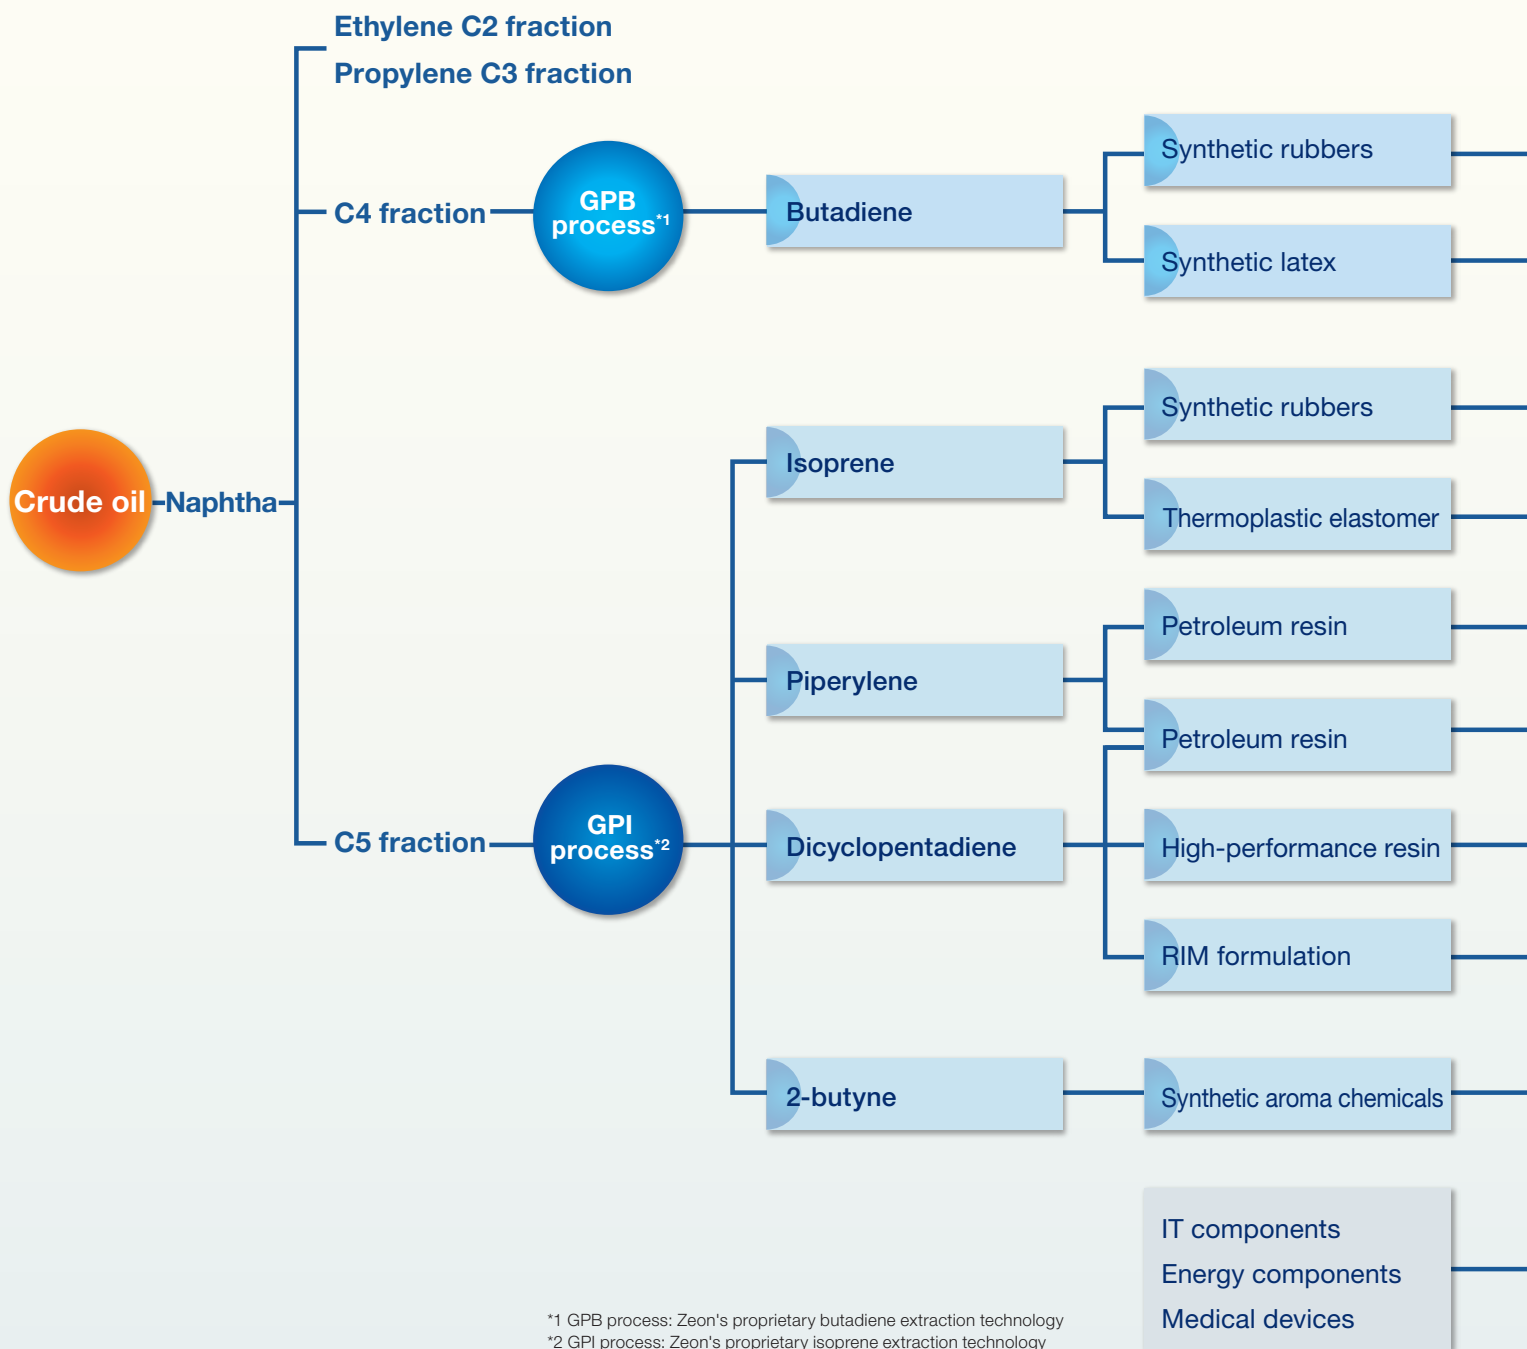 Ethylene C2 fraction
Propylene C3 fraction
C4 fraction
GPB
process*1
Butadiene
Synthetic rubbers
Synthetic latex
Crude oil
Naphtha
Isoprene
Synthetic rubbers
Thermoplastic elastomer
Piperylene
Petroleum resin
Petroleum resin
C5 fraction
GPI
process*2
Dicyclopentadiene
High-performance resin
RIM formulation
2-butyne
Synthetic aroma chemicals
IT components
Energy components
Medical devices
*1 GPB process: Zeon's proprietary butadiene extraction technology
*2 GPI process: Zeon's proprietary isoprene extraction technology